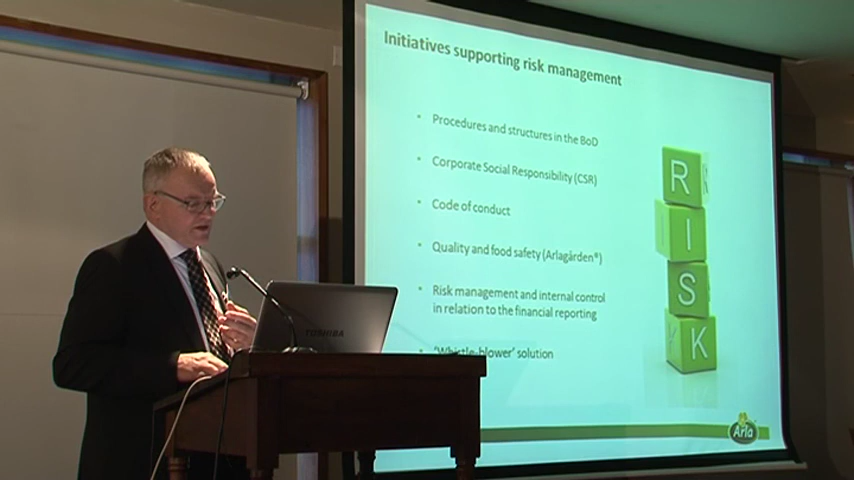 Initiatives supporting risk management
• Procedures and structures in the BoD
• Corporate Social Responsibility (CSR)
• Code of conduct
• Quality and food safety (Arlagården®)
• Risk management and internal control
in relation to the financial reporting
• 'Whistle-blower' solution
R
I
S
K
Arla
TOSHIBA